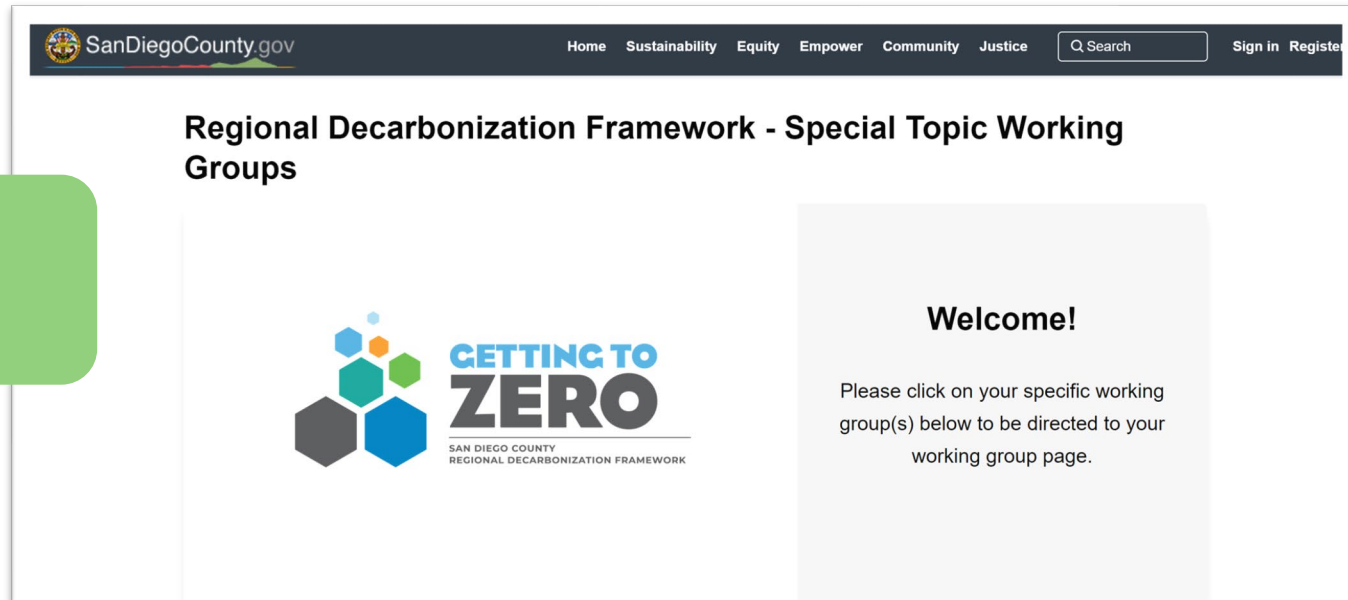 SanDiegoCounty.gov
Home Sustainability Equity Empower Community Justice Search Sign in Register
Regional Decarbonization Framework - Special Topic Working
Groups
GETTING TO
ZERO
SAN DIEGO COUNTY
REGIONAL DECARBONIZATION FRAMEWORK
Welcome!
Please click on your specific working
group(s) below to be directed to your
working group page.